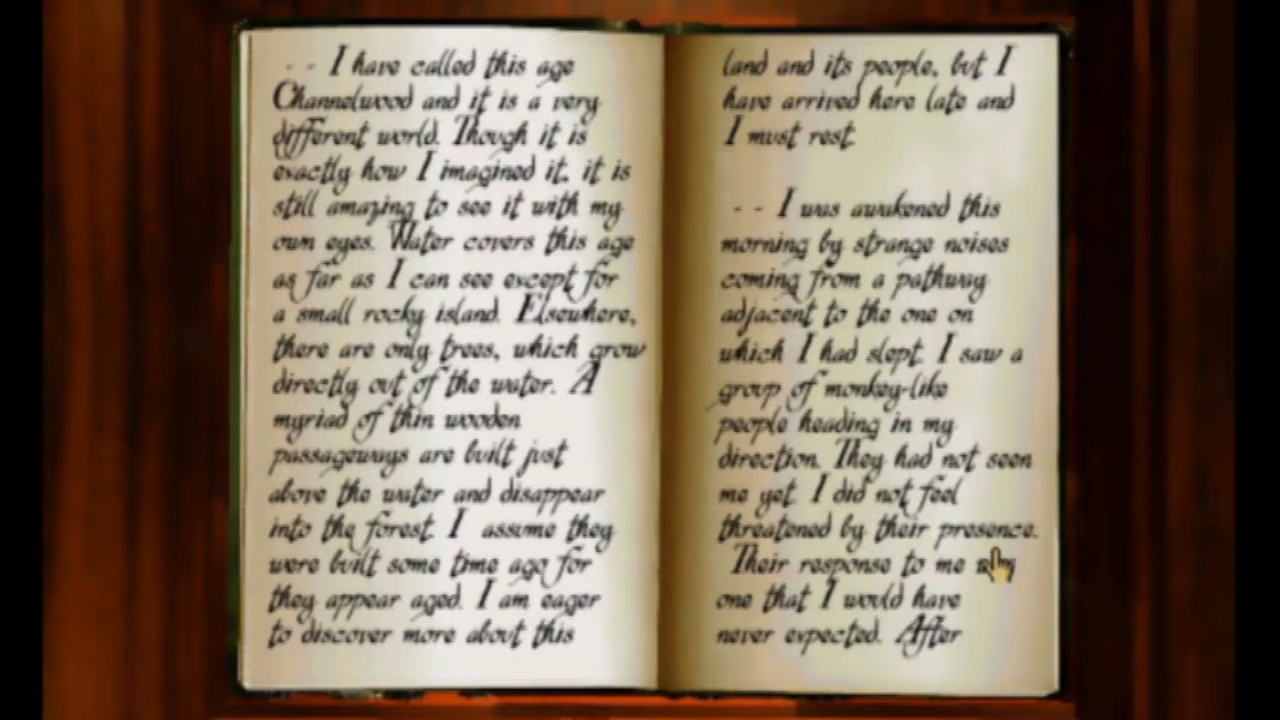 - - I have called this age
Channelwood and it is a very
different world. Though it is
exactly how I imagined it, it is
still amazing to see it with my
own eyes. Water covers this age
as far as I can see except for
a small rocky island. Elsewhere,
there are only trees, which grow
directly out of the water. A
myriad of thin wooden
passageways are built just
above the water and disappear
into the forest. I assume they
were built some time ago for
they appear aged. I am eager
to discover more about this
land and its people, but I
have arrived here late and
I must rest.
- - I was awakened this
morning by strange noises
coming from a pathway
adjacent to the one on
which I had slept. I saw a
group of monkey-like
people heading in my
direction. They had not seen
me yet. I did not feel
threatened by their presence.
Their response to me
one that I would have
never expected. After